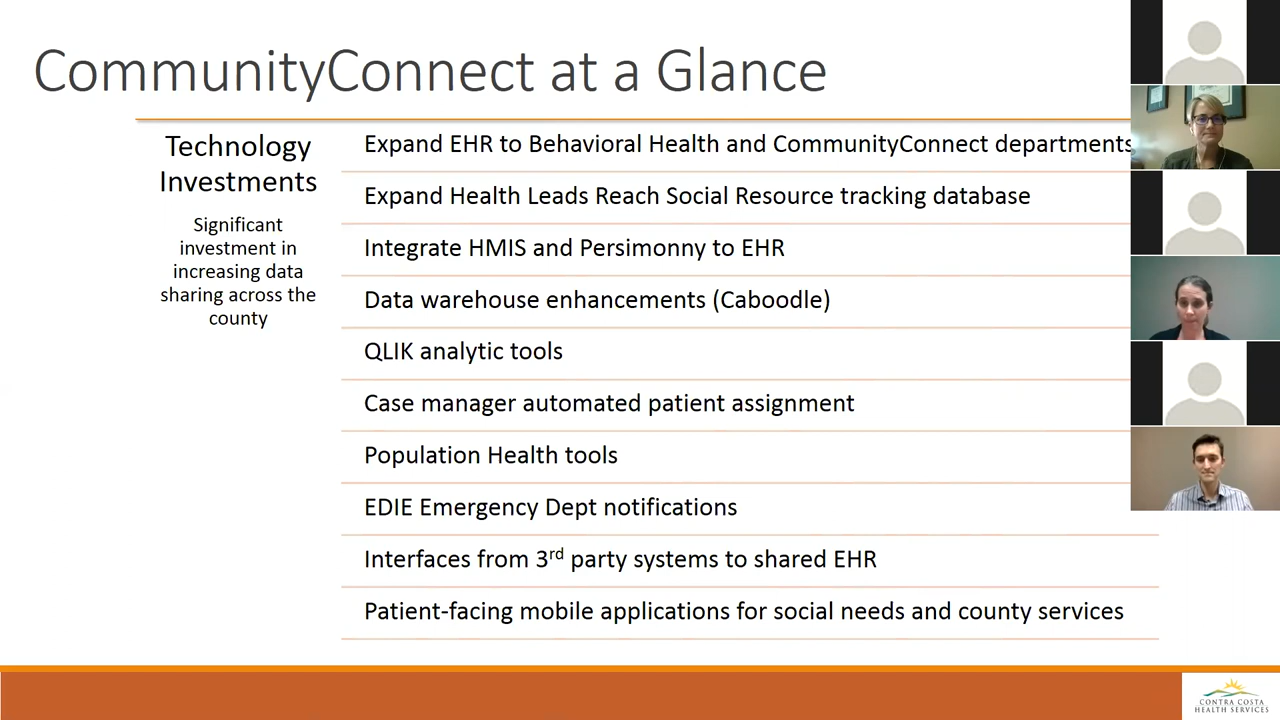 CommunityConnect at a Glance
Technology
Investments
Significant
investment in
increasing data
sharing across the
county
Expand EHR to Behavioral Health and CommunityConnect departments
Expand Health Leads Reach Social Resource tracking database
Integrate HMIS and Persimonny to EHR
Data warehouse enhancements (Caboodle)
QLIK analytic tools
Case manager automated patient assignment
Population Health tools
EDIE Emergency Dept notifications
Interfaces from 3rd party systems to shared EHR
Patient-facing mobile applications for social needs and county services
CONTRA COSTA
HEALTH SERVICES